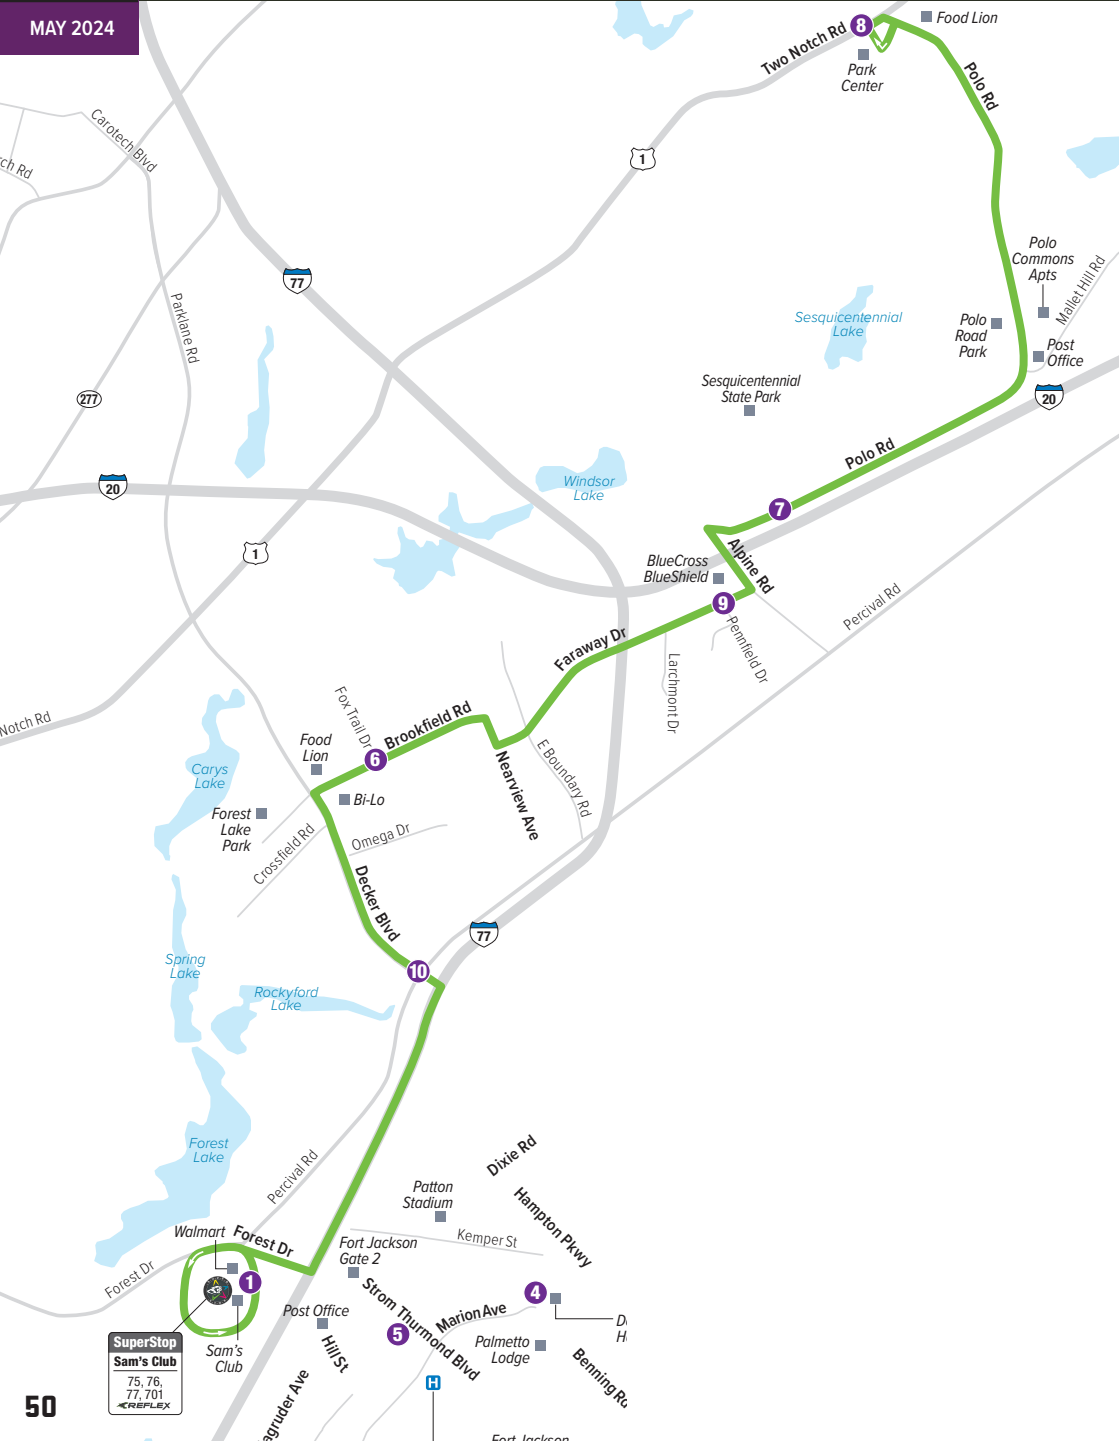 MAY 2024
Food Lion
8
Two Notch Rd
Park
Center
Polo Rd
Carotech Blvd
rch Rd
1
Polo
Commons
Apts
Mallet Hill Rd
77
Parklane Rd
Sesquicentennial
Lake
Polo
Road
Park
Post
Office
Sesquicentennial
State Park
20
277
Polo Rd
20
Windsor
Lake
7
1
Alpine Rd
BlueCross
BlueShield
9
Percival Rd
Pennfield Dr
Faraway Dr
Larchmont Dr
Notch Rd
Fox Trail Dr
Brookfield Rd
Food
Lion
6
E Boundary Rd
Nearview Ave
Carys
Lake
Bi-Lo
Forest
Lake
Park
Crossfield Rd
Omega Dr
Decker Blvd
77
10
Spring
Lake
Rockyford
Lake
Forest
Lake
Percival Rd
Dixie Rd
Patton
Stadium
Hampton Pkwy
Walmart
Forest Dr
Kemper St
Fort Jackson
Gate 2
Forest Dr
1
4
Strom Thurmond Blvd
Marion Ave
Post Office
5
Hill St
Palmetto
Lodge
Benning Rd
SuperStop
Sam's Club
75, 76,
77, 701
REFLEX
Sam's
Club
H
agruder Ave
50
Fort Jackson